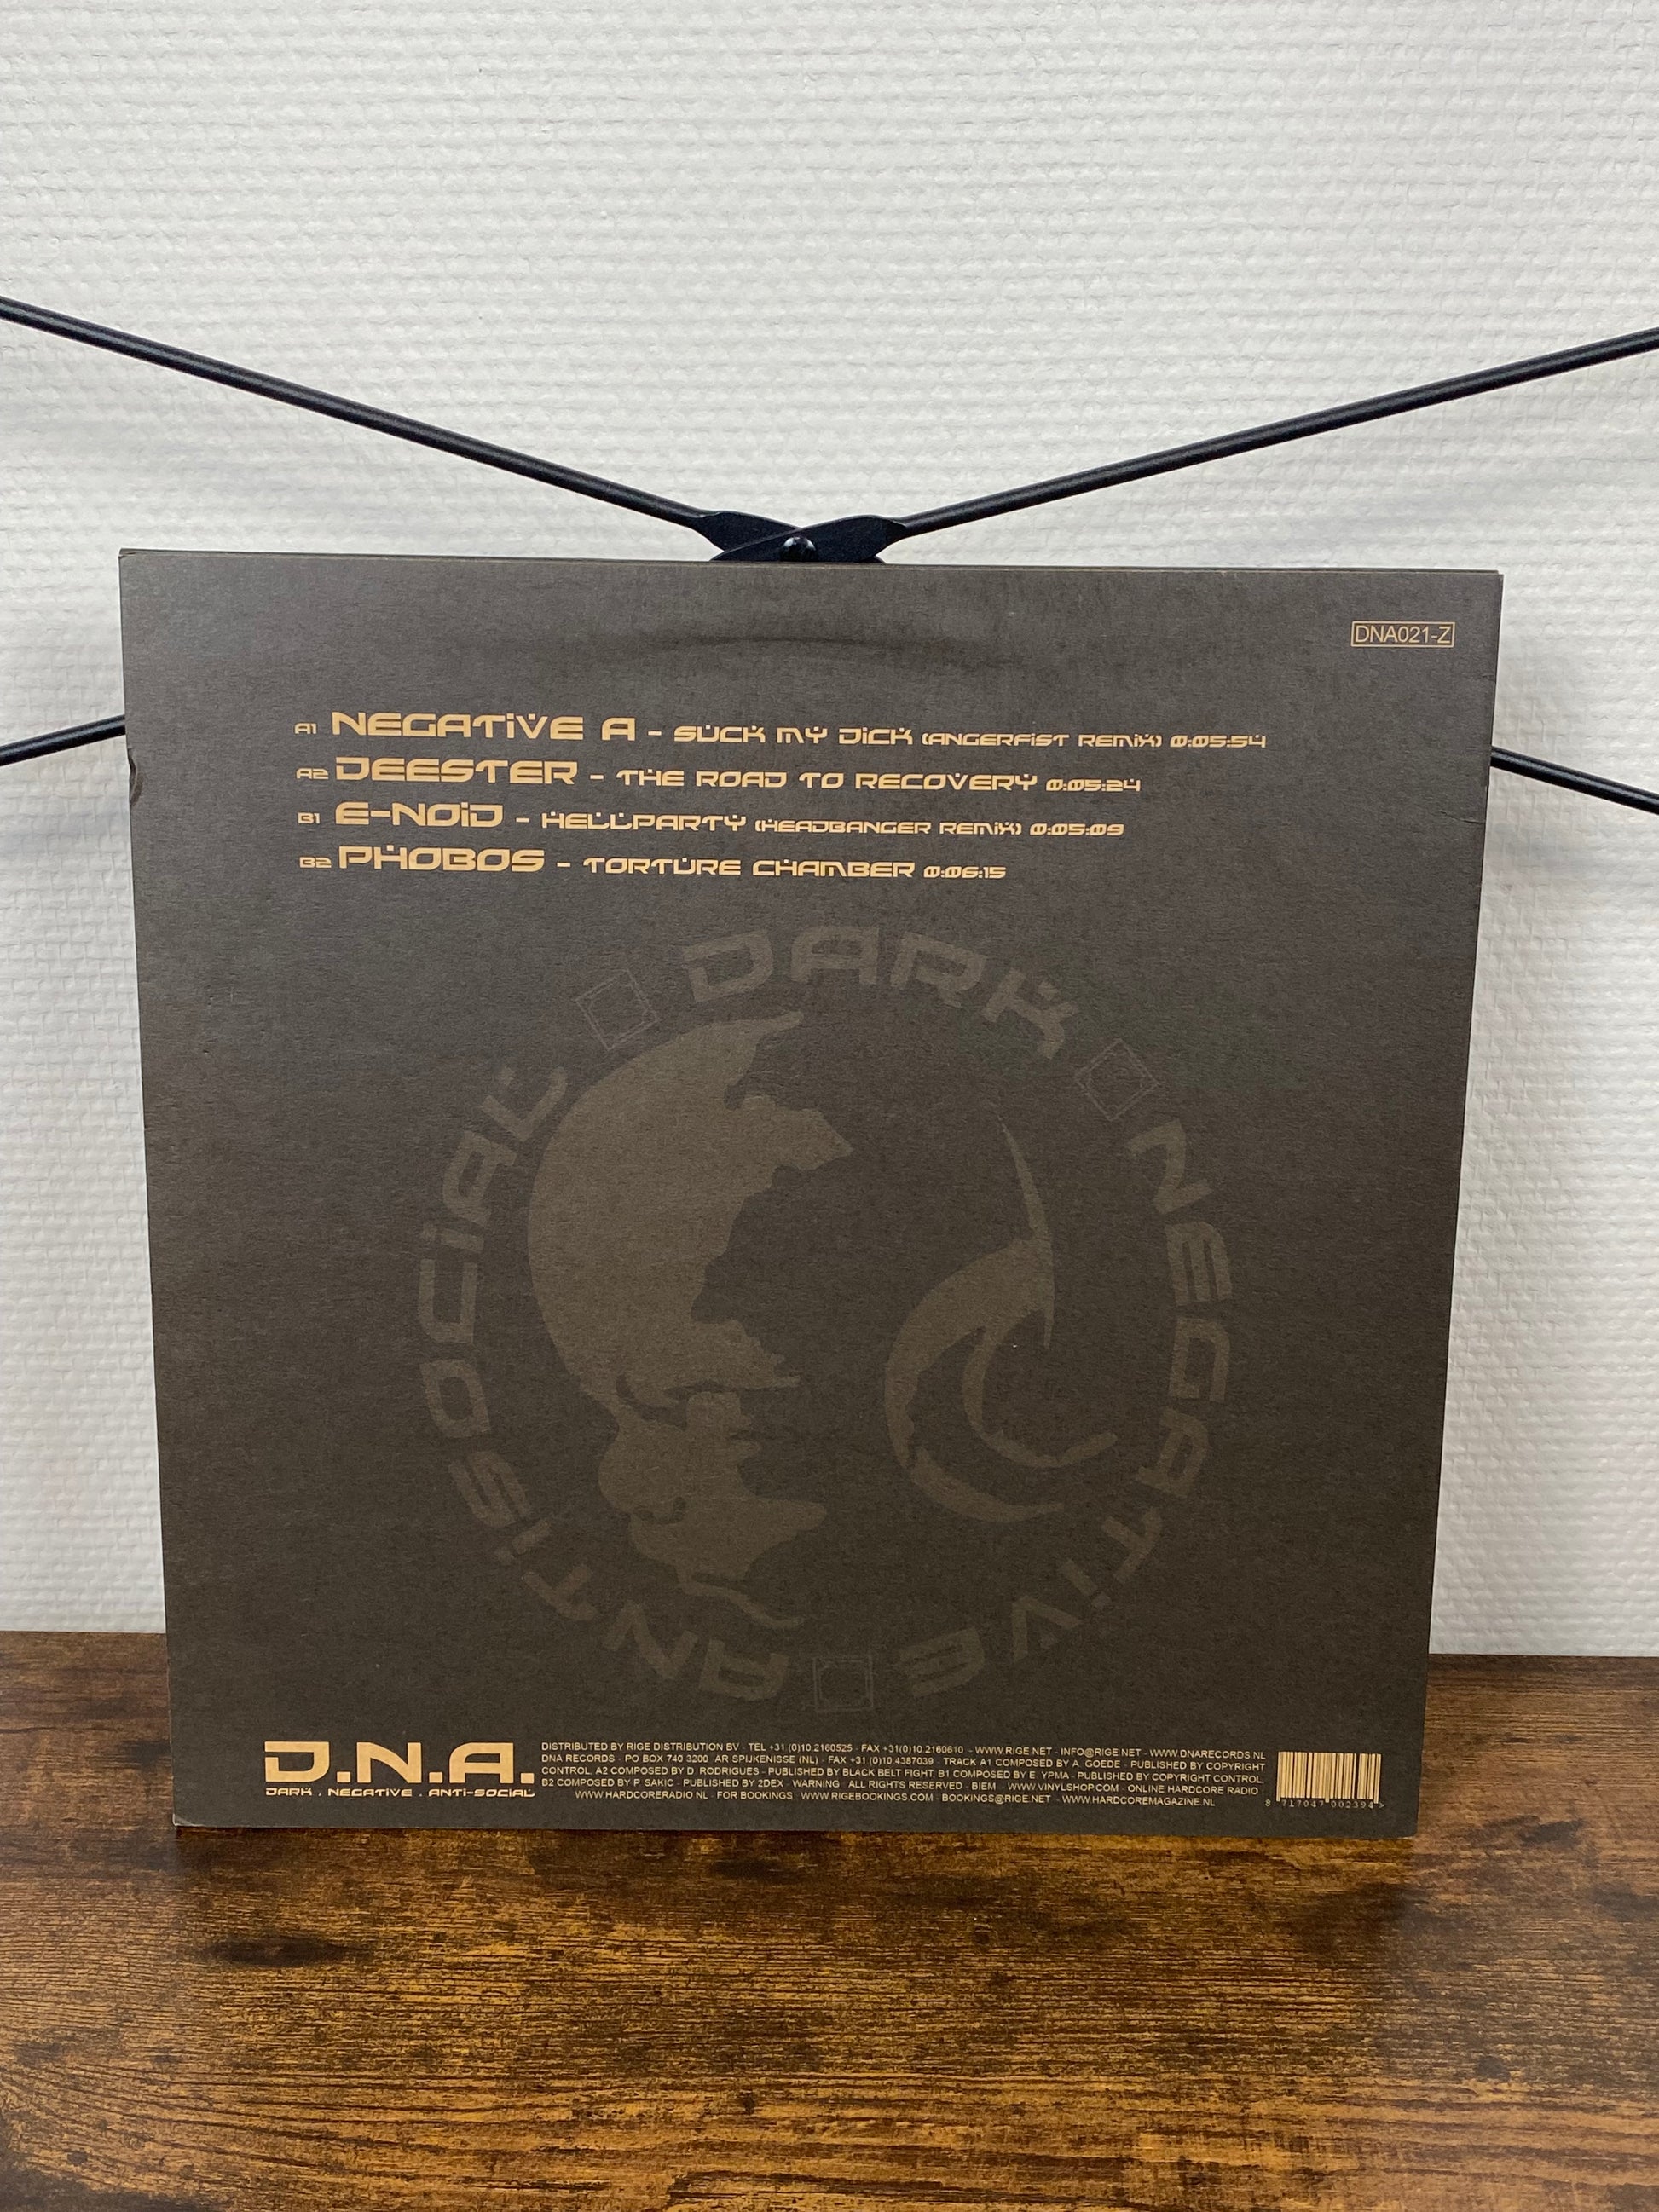 DNA021-Z
A1 NEGATIVE A - SUCK MY DICK (ANGERFIST REMIX) 0:05:54
A2 DEESTER - THE ROAD TO RECOVERY 0:05:24
B1 E-NOID - HELLPARTY (HEADBANGER REMIX) 0:05:09
B2 PHOBOS - TORTURE CHAMBER 0:06:15
DARK NEGATIVE ANTISOCIAL
D.N.A.
DARK . NEGATIVE . ANTI-SOCIAL
DISTRIBUTED BY RIGE DISTRIBUTION BV - TEL +31 (0)10.2160525 - FAX +31(0)10.2160610 - WWW.RIGE.NET - INFO@RIGE.NET - WWW.DNARECORDS.NL
DNA RECORDS - PO BOX 740 3200 AR SPIJKENISSE (NL) - FAX +31 (0)10.4387039 - TRACK A1 COMPOSED BY A. GOEDE - PUBLISHED BY COPYRIGHT
CONTROL, A2 COMPOSED BY D. RODRIGUES - PUBLISHED BY BLACK BELT FIGHT, B1 COMPOSED BY E. YPMA - PUBLISHED BY COPYRIGHT CONTROL,
B2 COMPOSED BY P. SAKIC - PUBLISHED BY 2DEX - WARNING: ALL RIGHTS RESERVED - BIEM - WWW.VINYLSHOP.COM - ONLINE HARDCORE RADIO:
WWW.HARDCORERADIO.NL - FOR BOOKINGS: WWW.RIGEBOOKINGS.COM - BOOKINGS@RIGE.NET - WWW.HARDCOREMAGAZINE.NL
8 717047 002394 >